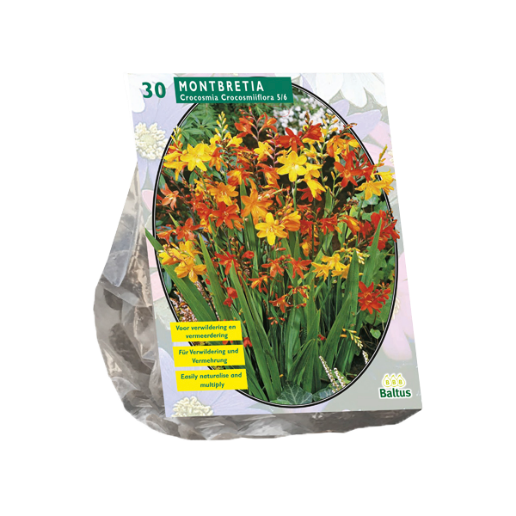 30
MONTBRETIA
Crocosmia Crocosmiiflora 5/6
Voor verwildering en
vermeerdering
Für Verwilderung und
Vermehrung
Easily naturalise and
multiply
Baltus